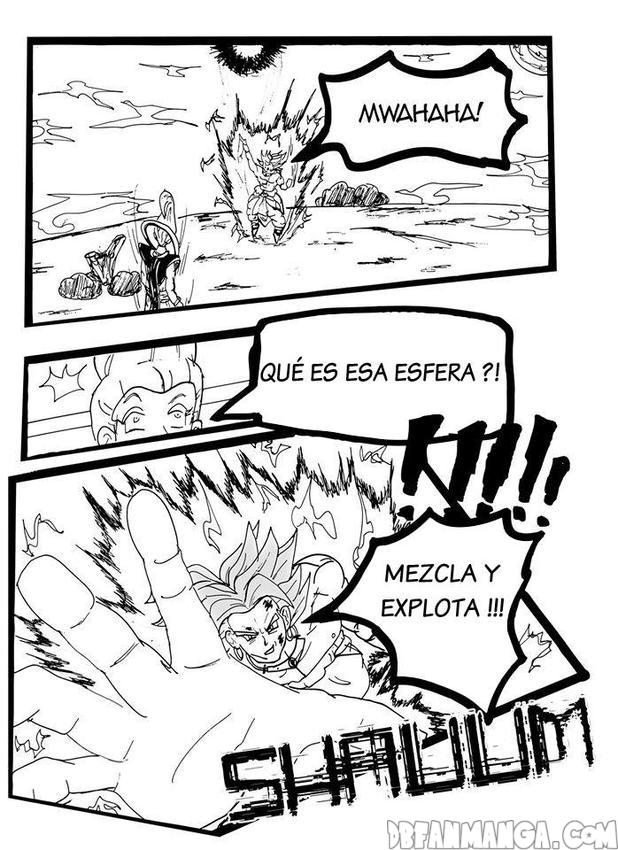 MWAHAHA!
QUÉ ES ESA ESFERA ?!
!!!!!
MEZCLA Y
EXPLOTA !!!
SHAUUM
DBFANMANGA.COM